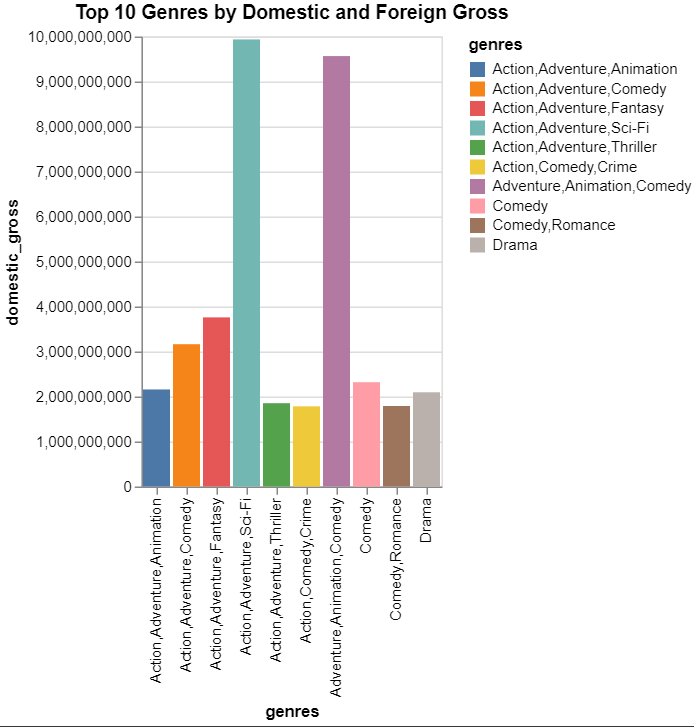 Top 10 Genres by Domestic and Foreign Gross
domestic_gross
10,000,000,000
9,000,000,000
8,000,000,000
7,000,000,000
6,000,000,000
5,000,000,000
4,000,000,000
3,000,000,000
2,000,000,000
1,000,000,000
0
Action,Adventure,Animation
Action,Adventure,Comedy
Action,Adventure,Fantasy
Action,Adventure,Sci-Fi
Action,Adventure,Thriller
Action,Comedy,Crime
Adventure,Animation,Comedy
Comedy
Comedy,Romance
Drama
genres
genres
Action,Adventure,Animation
Action,Adventure,Comedy
Action,Adventure,Fantasy
Action,Adventure,Sci-Fi
Action,Adventure,Thriller
Action,Comedy,Crime
Adventure,Animation,Comedy
Comedy
Comedy,Romance
Drama